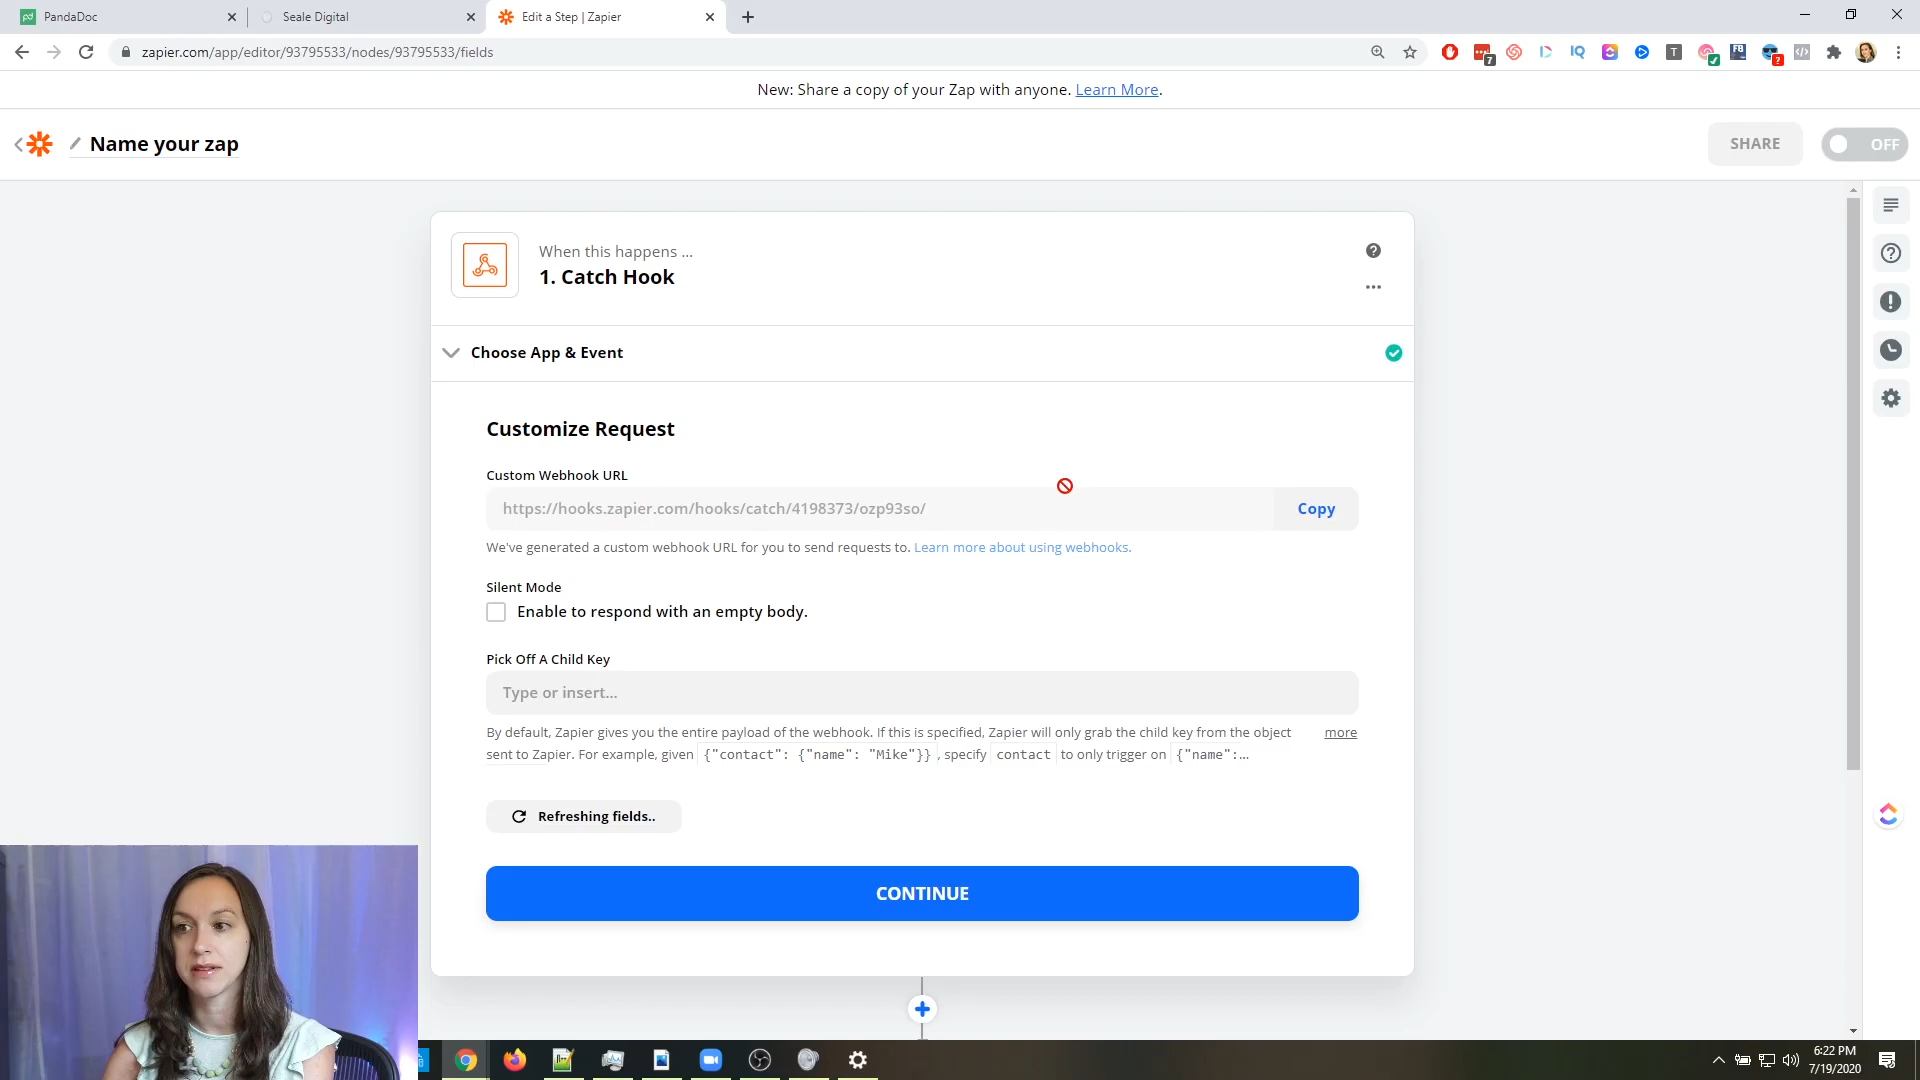 PandaDoc
Seale Digital
Edit a Step | Zapier
zapier.com/app/editor/93795533/nodes/93795533/fields
New: Share a copy of your Zap with anyone. Learn More.
Name your zap
SHARE
OFF
When this happens ...
1. Catch Hook
Choose App & Event
Customize Request
Custom Webhook URL
https://hooks.zapier.com/hooks/catch/4198373/ozp93so/
Copy
We've generated a custom webhook URL for you to send requests to. Learn more about using webhooks.
Silent Mode
Enable to respond with an empty body.
Pick Off A Child Key
Type or insert...
By default, Zapier gives you the entire payload of the webhook. If this is specified, Zapier will only grab the child key from the object more
sent to Zapier. For example, given {"contact": {"name": "Mike"}} , specify contact to only trigger on {"name":...
Refreshing fields..
CONTINUE
6:22 PM
7/19/2020